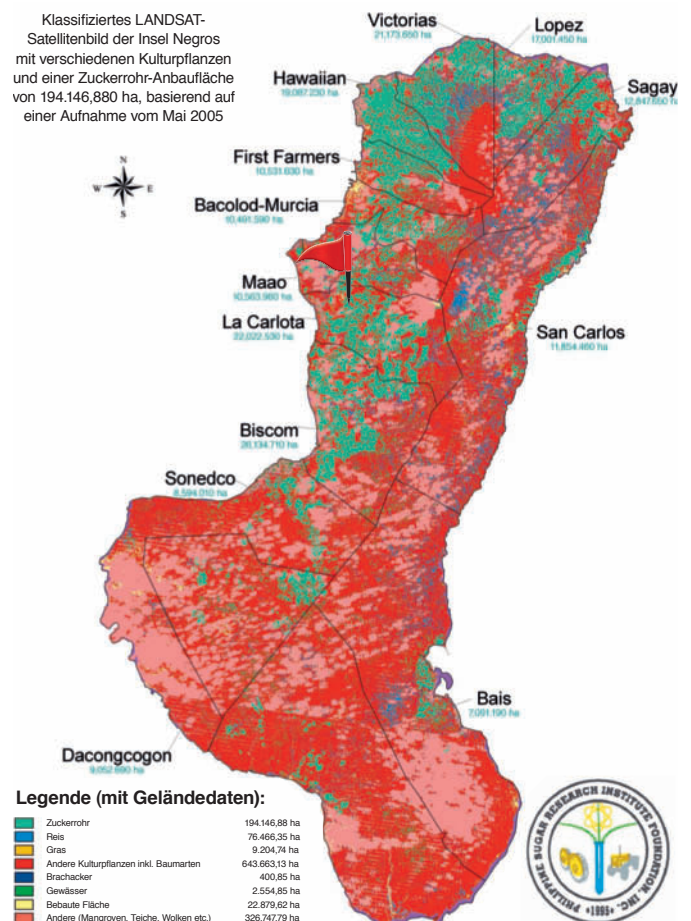 Klassifiziertes LANDSAT-
Satellitenbild der Insel Negros
mit verschiedenen Kulturpflanzen
und einer Zuckerrohr-Anbaufläche
von 194.146,880 ha, basierend auf
einer Aufnahme vom Mai 2005
Victorias
21,173.650 ha
Lopez
17,001.450 ha
Hawaiian
19,087.230 ha
Sagay
12,847.650 ha
N
W E
S
First Farmers
10,531.630 ha
Bacolod-Murcia
10,491.590 ha
Maao
10,563.960 ha
La Carlota
22,022.530 ha
San Carlos
11,854.460 ha
Biscom
26,134.710 ha
Sonedco
8,594.010 ha
Bais
7,091.190 ha
Dacongcogon
9,052.690 ha
Legende (mit Geländedaten):
Zuckerrohr 194.146,88 ha
Reis 76.466,35 ha
Gras 9.204,74 ha
Andere Kulturpflanzen inkl. Baumarten 643.663,13 ha
Brachacker 400,85 ha
Gewässer 2.554,85 ha
Bebaute Fläche 22.879,62 ha
Andere (Mangroven, Teiche, Wolken etc.) 326.747,79 ha
PHILIPPINE SUGAR RESEARCH INSTITUTE FOUNDATION, INC.
1995